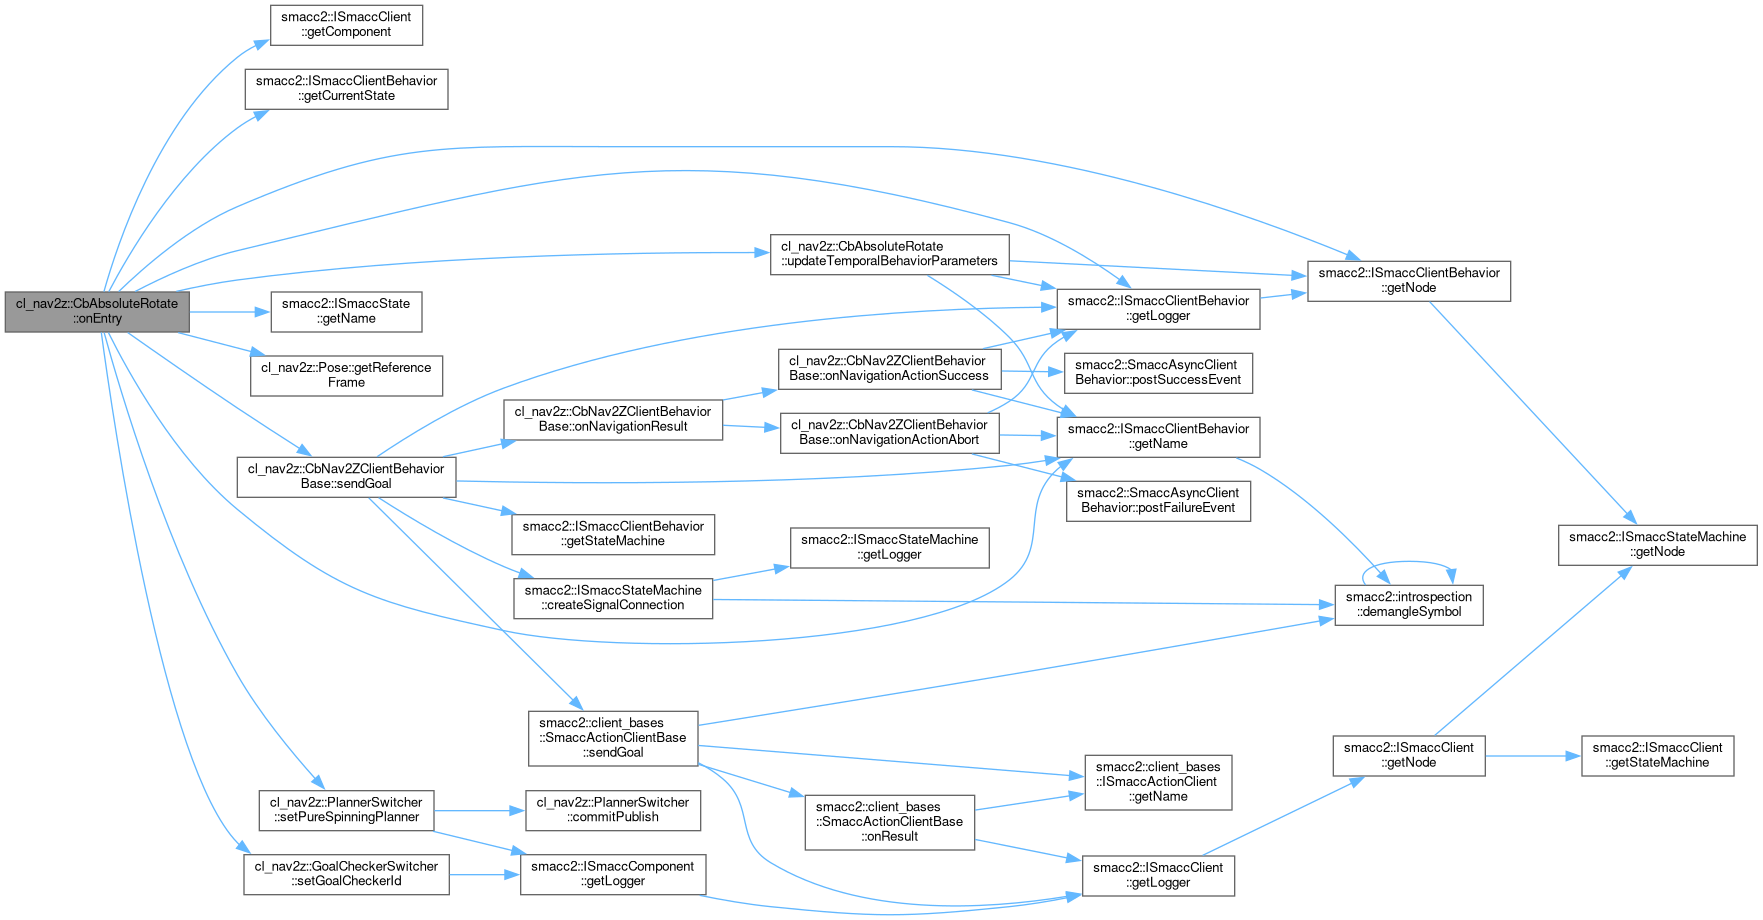 smacc2::ISmaccClient
::getComponent
smacc2::ISmaccClientBehavior
::getCurrentState
cl_nav2z::CbAbsoluteRotate
::updateTemporalBehaviorParameters
smacc2::ISmaccClientBehavior
::getNode
cl_nav2z::CbAbsoluteRotate
::onEntry
smacc2::ISmaccState
::getName
smacc2::ISmaccClientBehavior
::getLogger
cl_nav2z::Pose::getReference
Frame
cl_nav2z::CbNav2ZClientBehavior
Base::onNavigationActionSuccess
smacc2::SmaccAsyncClient
Behavior::postSuccessEvent
cl_nav2z::CbNav2ZClientBehavior
Base::onNavigationResult
cl_nav2z::CbNav2ZClientBehavior
Base::onNavigationActionAbort
smacc2::ISmaccClientBehavior
::getName
cl_nav2z::CbNav2ZClientBehavior
Base::sendGoal
smacc2::SmaccAsyncClient
Behavior::postFailureEvent
smacc2::ISmaccClientBehavior
::getStateMachine
smacc2::ISmaccStateMachine
::getLogger
smacc2::ISmaccStateMachine
::getNode
smacc2::ISmaccStateMachine
::createSignalConnection
smacc2::introspection
::demangleSymbol
smacc2::client_bases
::SmaccActionClientBase
::sendGoal
smacc2::ISmaccClient
::getNode
smacc2::ISmaccClient
::getStateMachine
smacc2::client_bases
::ISmaccActionClient
::getName
cl_nav2z::PlannerSwitcher
::setPureSpinningPlanner
cl_nav2z::PlannerSwitcher
::commitPublish
smacc2::client_bases
::SmaccActionClientBase
::onResult
cl_nav2z::GoalCheckerSwitcher
::setGoalCheckerId
smacc2::ISmaccComponent
::getLogger
smacc2::ISmaccClient
::getLogger